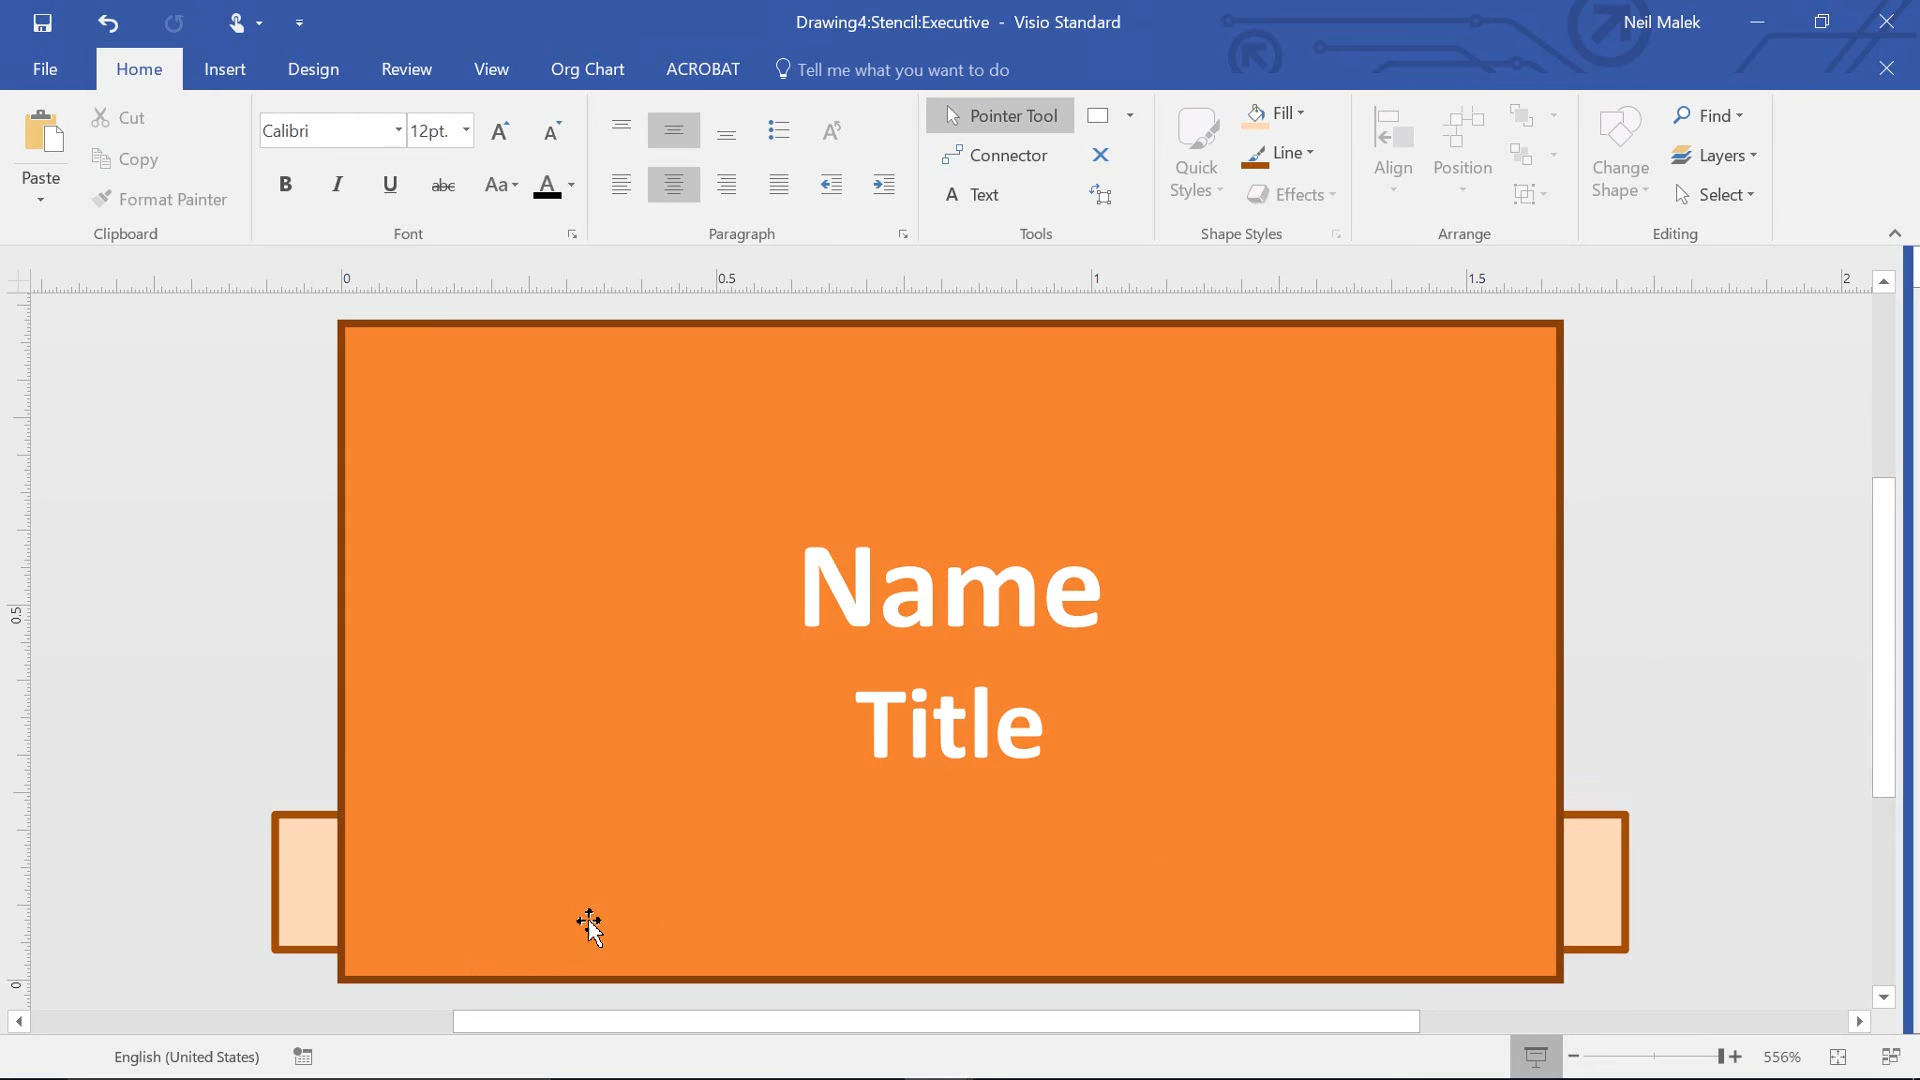 Drawing4:Stencil:Executive - Visio Standard
Neil Malek
File Home Insert Design Review View Org Chart ACROBAT Tell me what you want to do
Paste
Cut
Copy
Format Painter
Clipboard
Calibri 12pt. A A
B I U abc Aa A
Font
Paragraph
Pointer Tool
Connector
A Text
Tools
Quick Styles
Fill
Line
Effects
Shape Styles
Align
Position
Arrange
Change Shape
Find
Layers
Select
Editing
0 0.5 1 1.5 2
0.5
0
Name
Title
English (United States)
556%